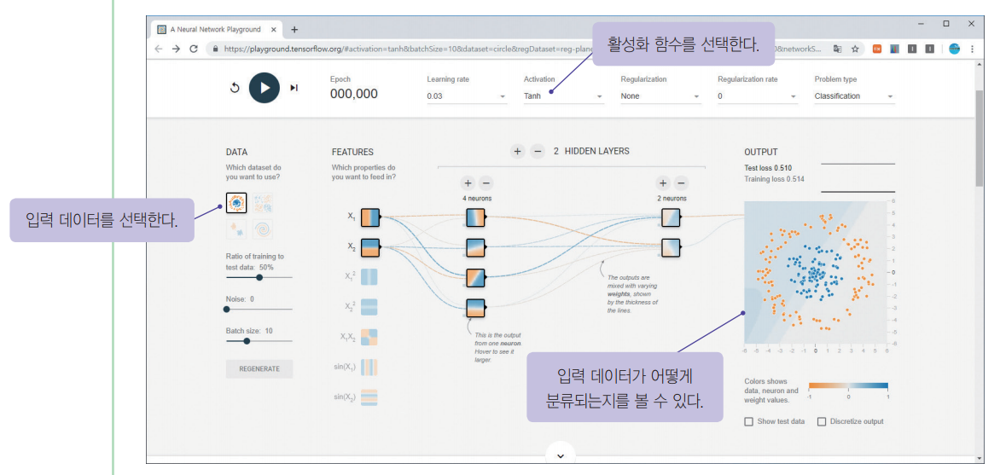 A Neural Network Playground
https://playground.tensorflow.org/#activation=tanh&batchSize=10&dataset=circle&regDataset=reg-plan
0&networkS...
활성화 함수를 선택한다.
Epoch
000,000
Learning rate
0.03
Activation
Tanh
Regularization
None
Regularization rate
0
Problem type
Classification
DATA
Which dataset do
you want to use?
입력 데이터를 선택한다.
Ratio of training to
test data: 50%
Noise: 0
Batch size: 10
REGENERATE
FEATURES
Which properties do
you want to feed in?
X₁
X₂
X₁²
X₂²
X₁X₂
sin(X₁)
sin(X₂)
+ − 2 HIDDEN LAYERS
+ −
4 neurons
+ −
2 neurons
This is the output
from one neuron.
Hover to see it
larger.
The outputs are
mixed with varying
weights, shown
by the thickness of
the lines.
OUTPUT
Test loss 0.510
Training loss 0.514
6
5
4
3
2
1
0
-1
-2
-3
-4
-5
-6
-6 -5 -4 -3 -2 -1 0 1 2 3 4 5 6
입력 데이터가 어떻게
분류되는지를 볼 수 있다.
Colors shows
data, neuron and
weight values.
-1 0 1
Show test data
Discretize output